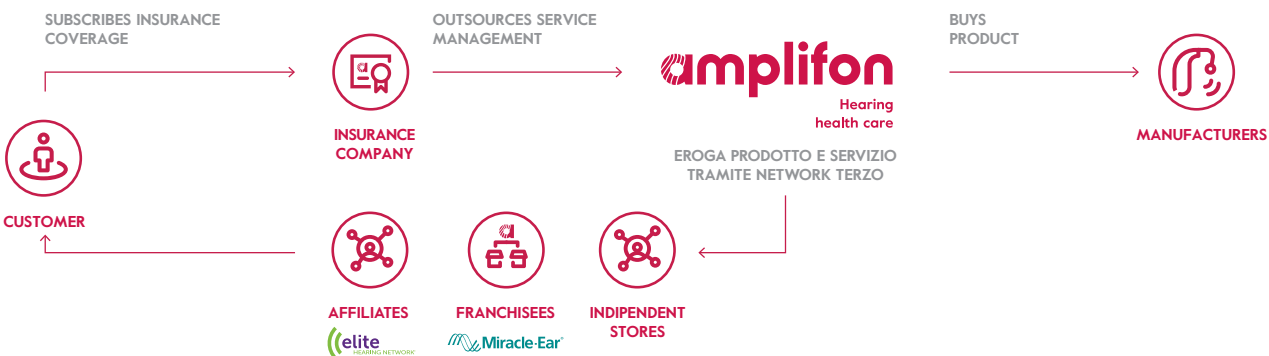 SUBSCRIBES INSURANCE
COVERAGE
OUTSOURCES SERVICE
MANAGEMENT
BUYS
PRODUCT
amplifon
Hearing
health care
INSURANCE
COMPANY
MANUFACTURERS
EROGA PRODOTTO E SERVIZIO
TRAMITE NETWORK TERZO
CUSTOMER
AFFILIATES
FRANCHISEES
INDIPENDENT
STORES
elite
HEARING NETWORK
Miracle-Ear®